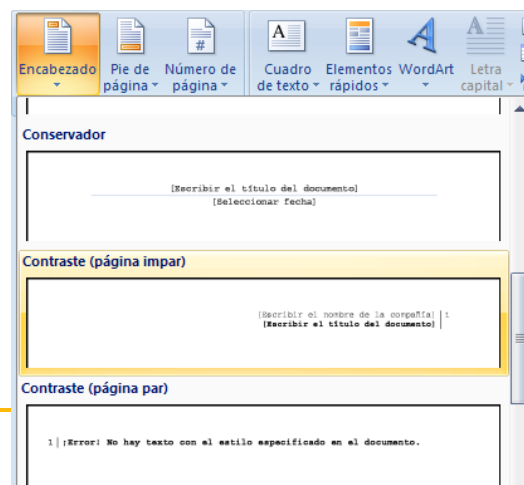 Encabezado Pie de página Número de página Cuadro de texto Elementos rápidos WordArt Letra capital
Conservador
[Escribir el título del documento]
[Seleccionar fecha]
Contraste (página impar)
[Escribir el nombre de la compañía] 1
[Escribir el título del documento]
Contraste (página par)
1 ¡Error! No hay texto con el estilo especificado en el documento.